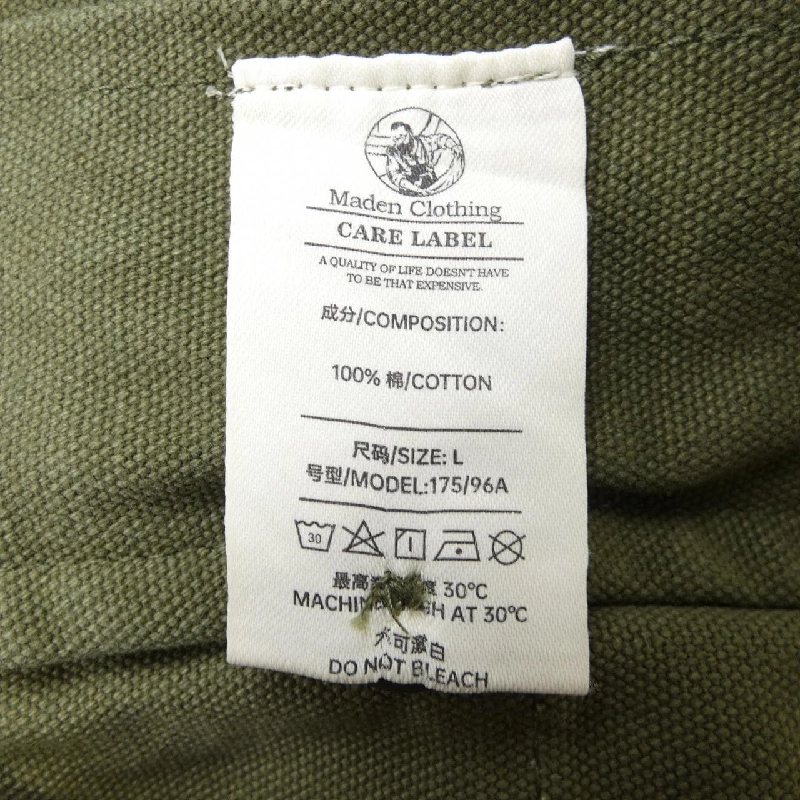 Maden Clothing
CARE LABEL
A QUALITY OF LIFE DOESN'T HAVE
TO BE THAT EXPENSIVE.
成分/COMPOSITION:
100% 棉/COTTON
尺码/SIZE: L
号型/MODEL:175/96A
30
最高 30℃
AT 30℃
不可漂白
DO NOT BLEACH